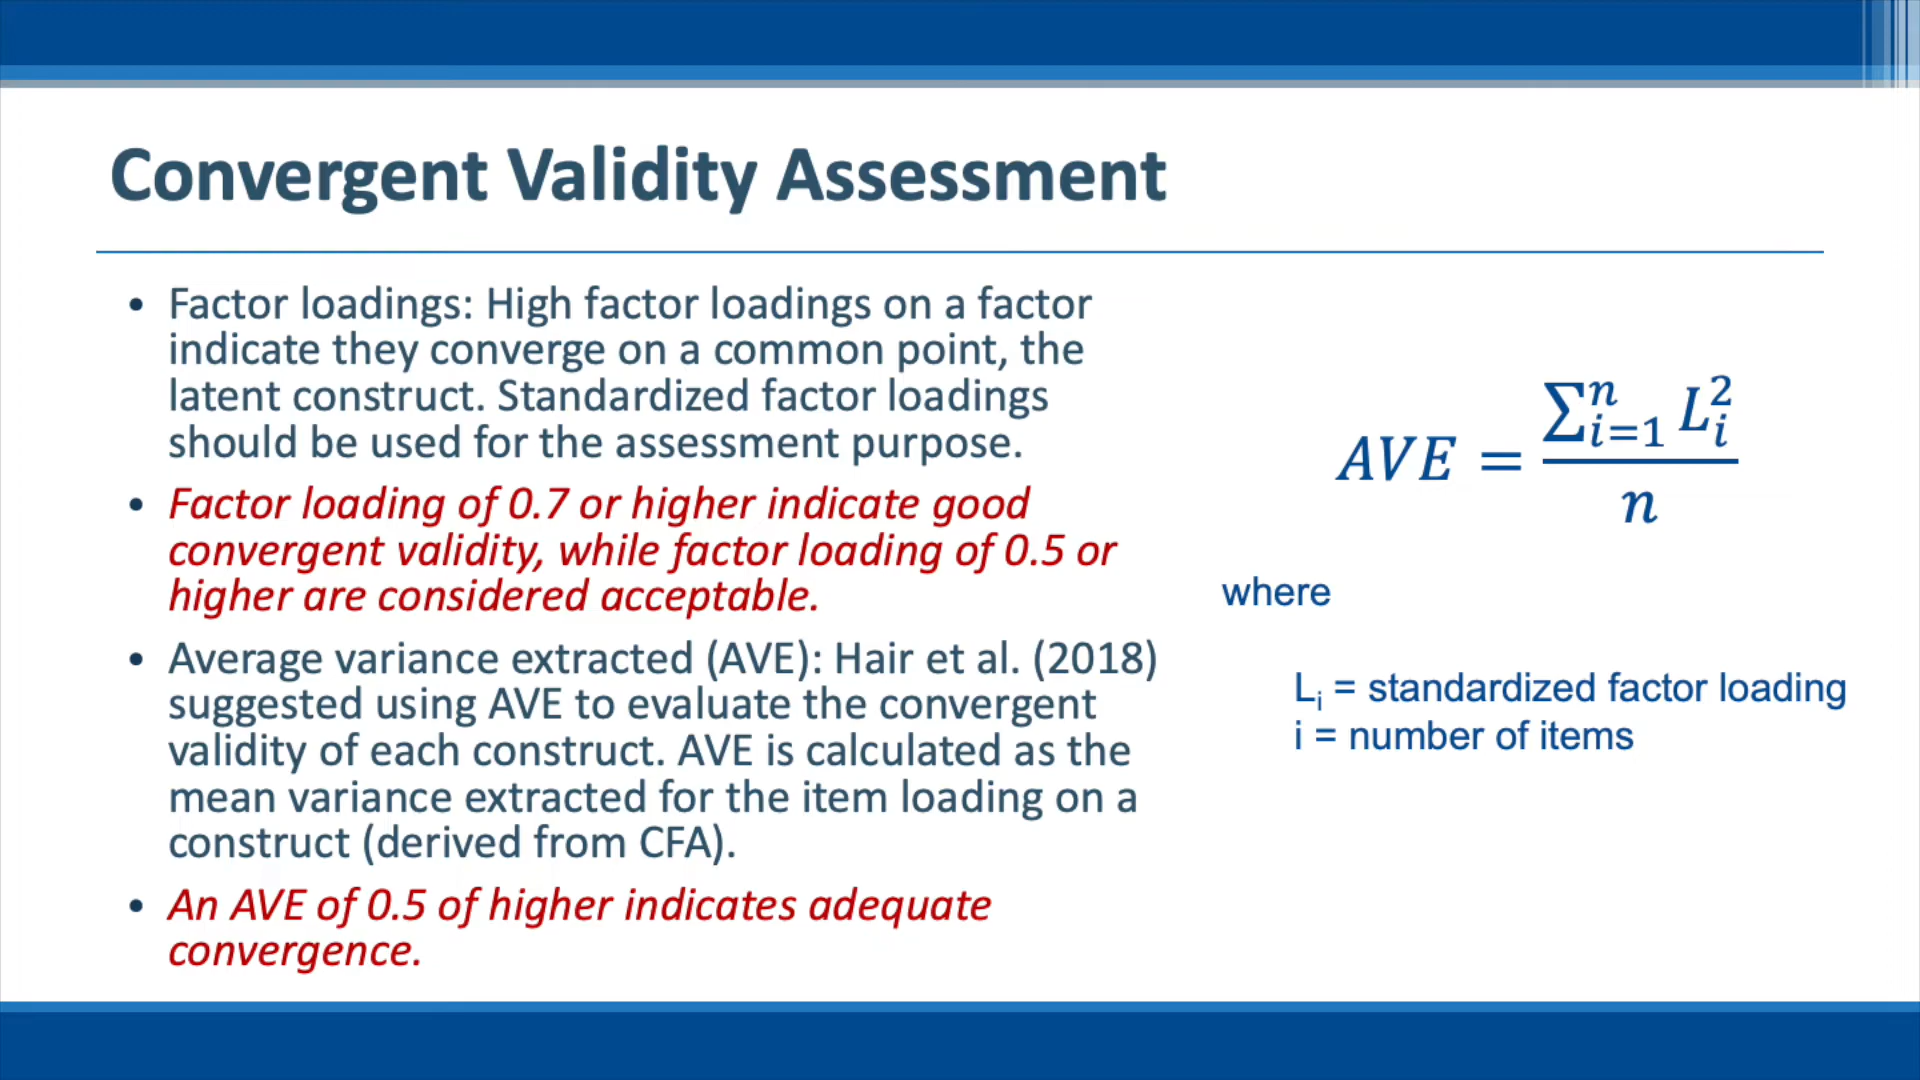 Convergent Validity Assessment
• Factor loadings: High factor loadings on a factor
indicate they converge on a common point, the
latent construct. Standardized factor loadings
should be used for the assessment purpose.
• Factor loading of 0.7 or higher indicate good
convergent validity, while factor loading of 0.5 or
higher are considered acceptable.
• Average variance extracted (AVE): Hair et al. (2018)
suggested using AVE to evaluate the convergent
validity of each construct. AVE is calculated as the
mean variance extracted for the item loading on a
construct (derived from CFA).
• An AVE of 0.5 of higher indicates adequate
convergence.
AVE = \frac{\sum_{i=1}^{n} L_i^2}{n}
where
L_i = standardized factor loading
i = number of items